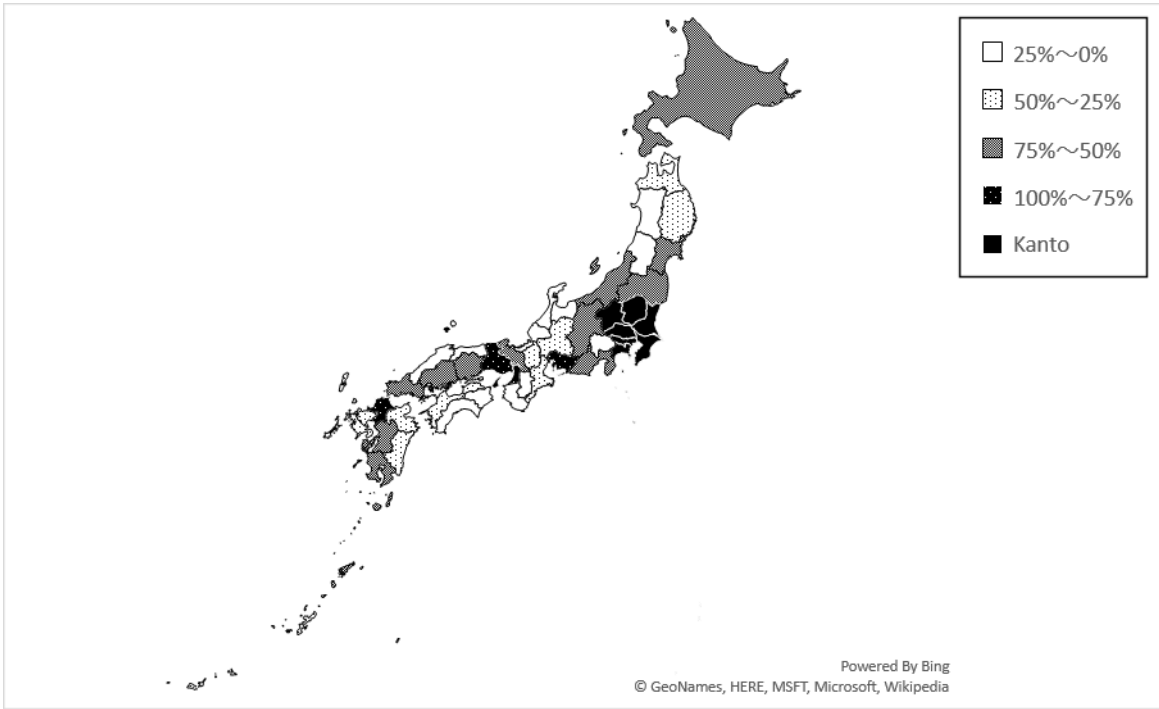 25%～0%
50%～25%
75%～50%
100%～75%
Kanto
Powered By Bing
© GeoNames, HERE, MSFT, Microsoft, Wikipedia